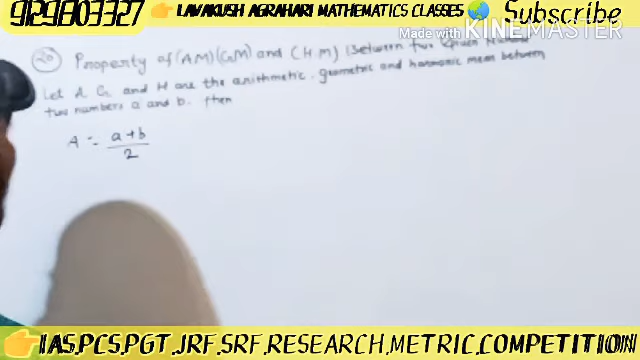 9129803327 👉 LAVAKUSH AGRAHARI MATHEMATICS CLASSES 🌏 Subscribe
Made with KINEMASTER
(20) Property of (AM) (GM) and (H.M) Between two given Number
Let A G and H are the arithmetic. geometric and harmonic mean between
two numbers a and b. then
A = a+b
2
👉IAS,PCS,PGT,JRF,SRF,RESEARCH,METRIC,COMPETITION